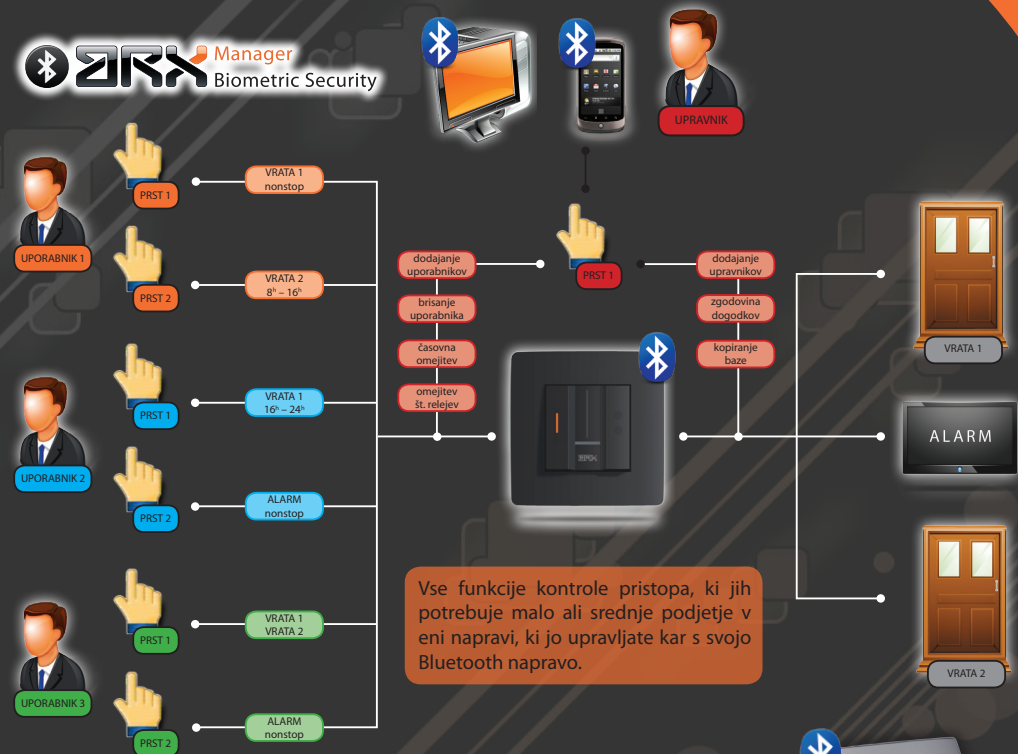 ARX Manager
Biometric Security
UPRAVNIK
PRST 1
VRATA 1
nonstop
UPORABNIK 1
PRST 2
VRATA 2
8h – 16h
PRST 1
VRATA 1
16h – 24h
UPORABNIK 2
PRST 2
ALARM
nonstop
PRST 1
VRATA 1
VRATA 2
UPORABNIK 3
PRST 2
ALARM
nonstop
dodajanje
uporabnikov
brisanje
uporabnika
časovna
omejitev
omejitev
št. relejev
PRST 1
dodajanje
upravnikov
zgodovina
dogodkov
kopiranje
baze
ARX
VRATA 1
ALARM
VRATA 2
Vse funkcije kontrole pristopa, ki jih
potrebuje malo ali srednje podjetje v
eni napravi, ki jo upravljate kar s svojo
Bluetooth napravo.